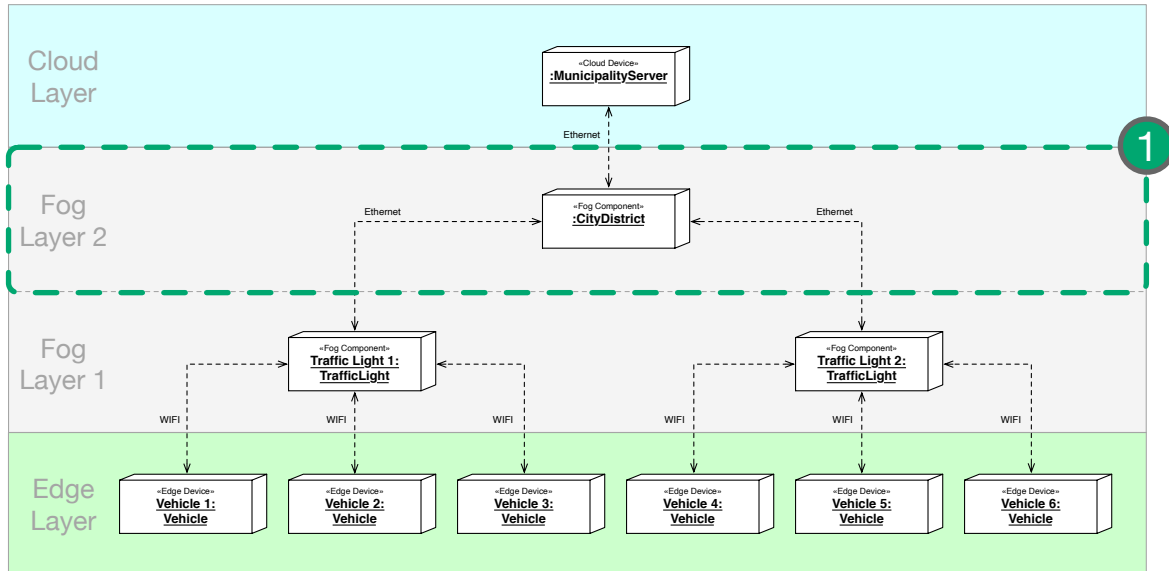 Cloud
Layer
«Cloud Device»
:MunicipalityServer
Ethernet
1
Fog
Layer 2
«Fog Component»
:CityDistrict
Ethernet
Ethernet
Fog
Layer 1
«Fog Component»
Traffic Light 1:
TrafficLight
«Fog Component»
Traffic Light 2:
TrafficLight
WIFI
WIFI
WIFI
WIFI
WIFI
WIFI
Edge
Layer
«Edge Device»
Vehicle 1:
Vehicle
«Edge Device»
Vehicle 2:
Vehicle
«Edge Device»
Vehicle 3:
Vehicle
«Edge Device»
Vehicle 4:
Vehicle
«Edge Device»
Vehicle 5:
Vehicle
«Edge Device»
Vehicle 6:
Vehicle